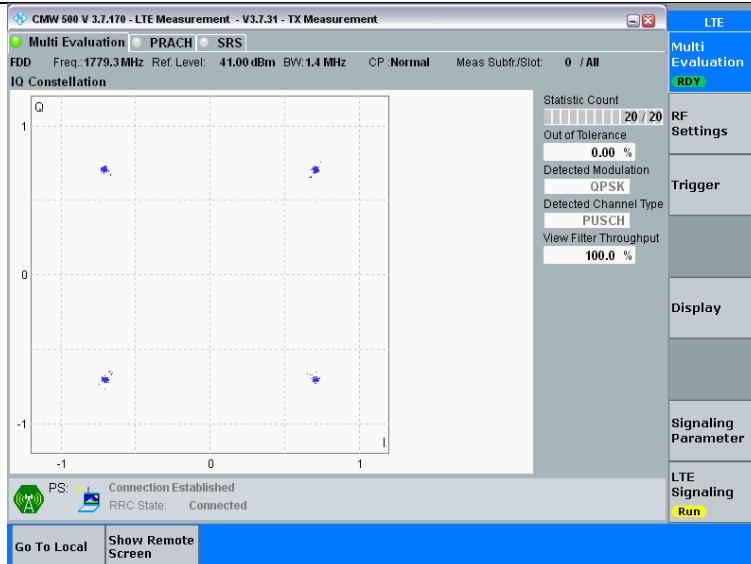 CMW 500 V 3.7.170 - LTE Measurement - V3.7.31 - TX Measurement
LTE
Multi Evaluation PRACH SRS
FDD Freq.:1779.3 MHz Ref. Level: 41.00 dBm BW:1.4 MHz CP :Normal Meas Subfr./Slot: 0 / All
IQ Constellation
Q
1
0
-1
-1 0 1
I
Statistic Count
20 / 20
Out of Tolerance
0.00 %
Detected Modulation
QPSK
Detected Channel Type
PUSCH
View Filter Throughput
100.0 %
PS: Connection Established
RRC State: Connected
Multi
Evaluation
RDY
RF
Settings
Trigger
Display
Signaling
Parameter
LTE
Signaling
Run
Go To Local
Show Remote
Screen